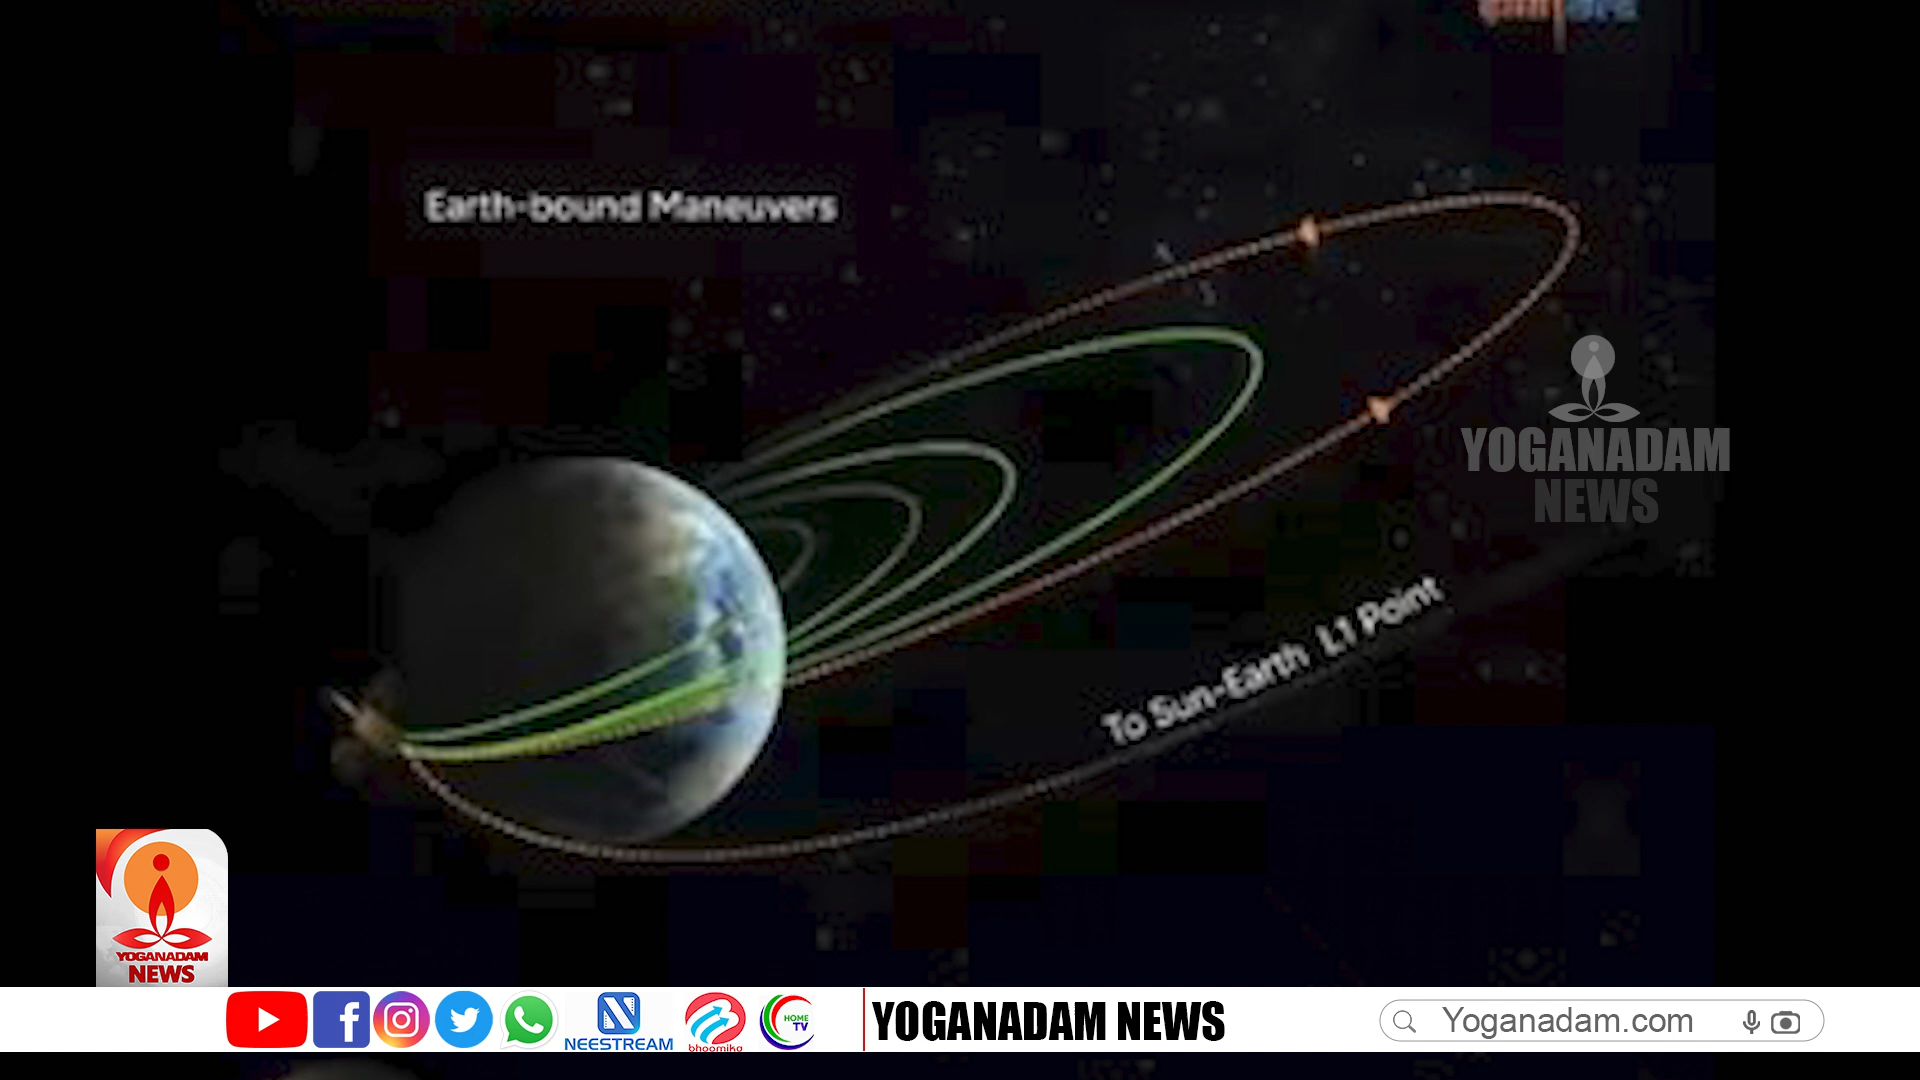 Earth-bound Maneuvers
YOGANADAM
NEWS
To Sun-Earth L1 Point
YOGANADAM
NEWS
NEESTREAM
bhoomika
HOME
TV
YOGANADAM NEWS
Yoganadam.com